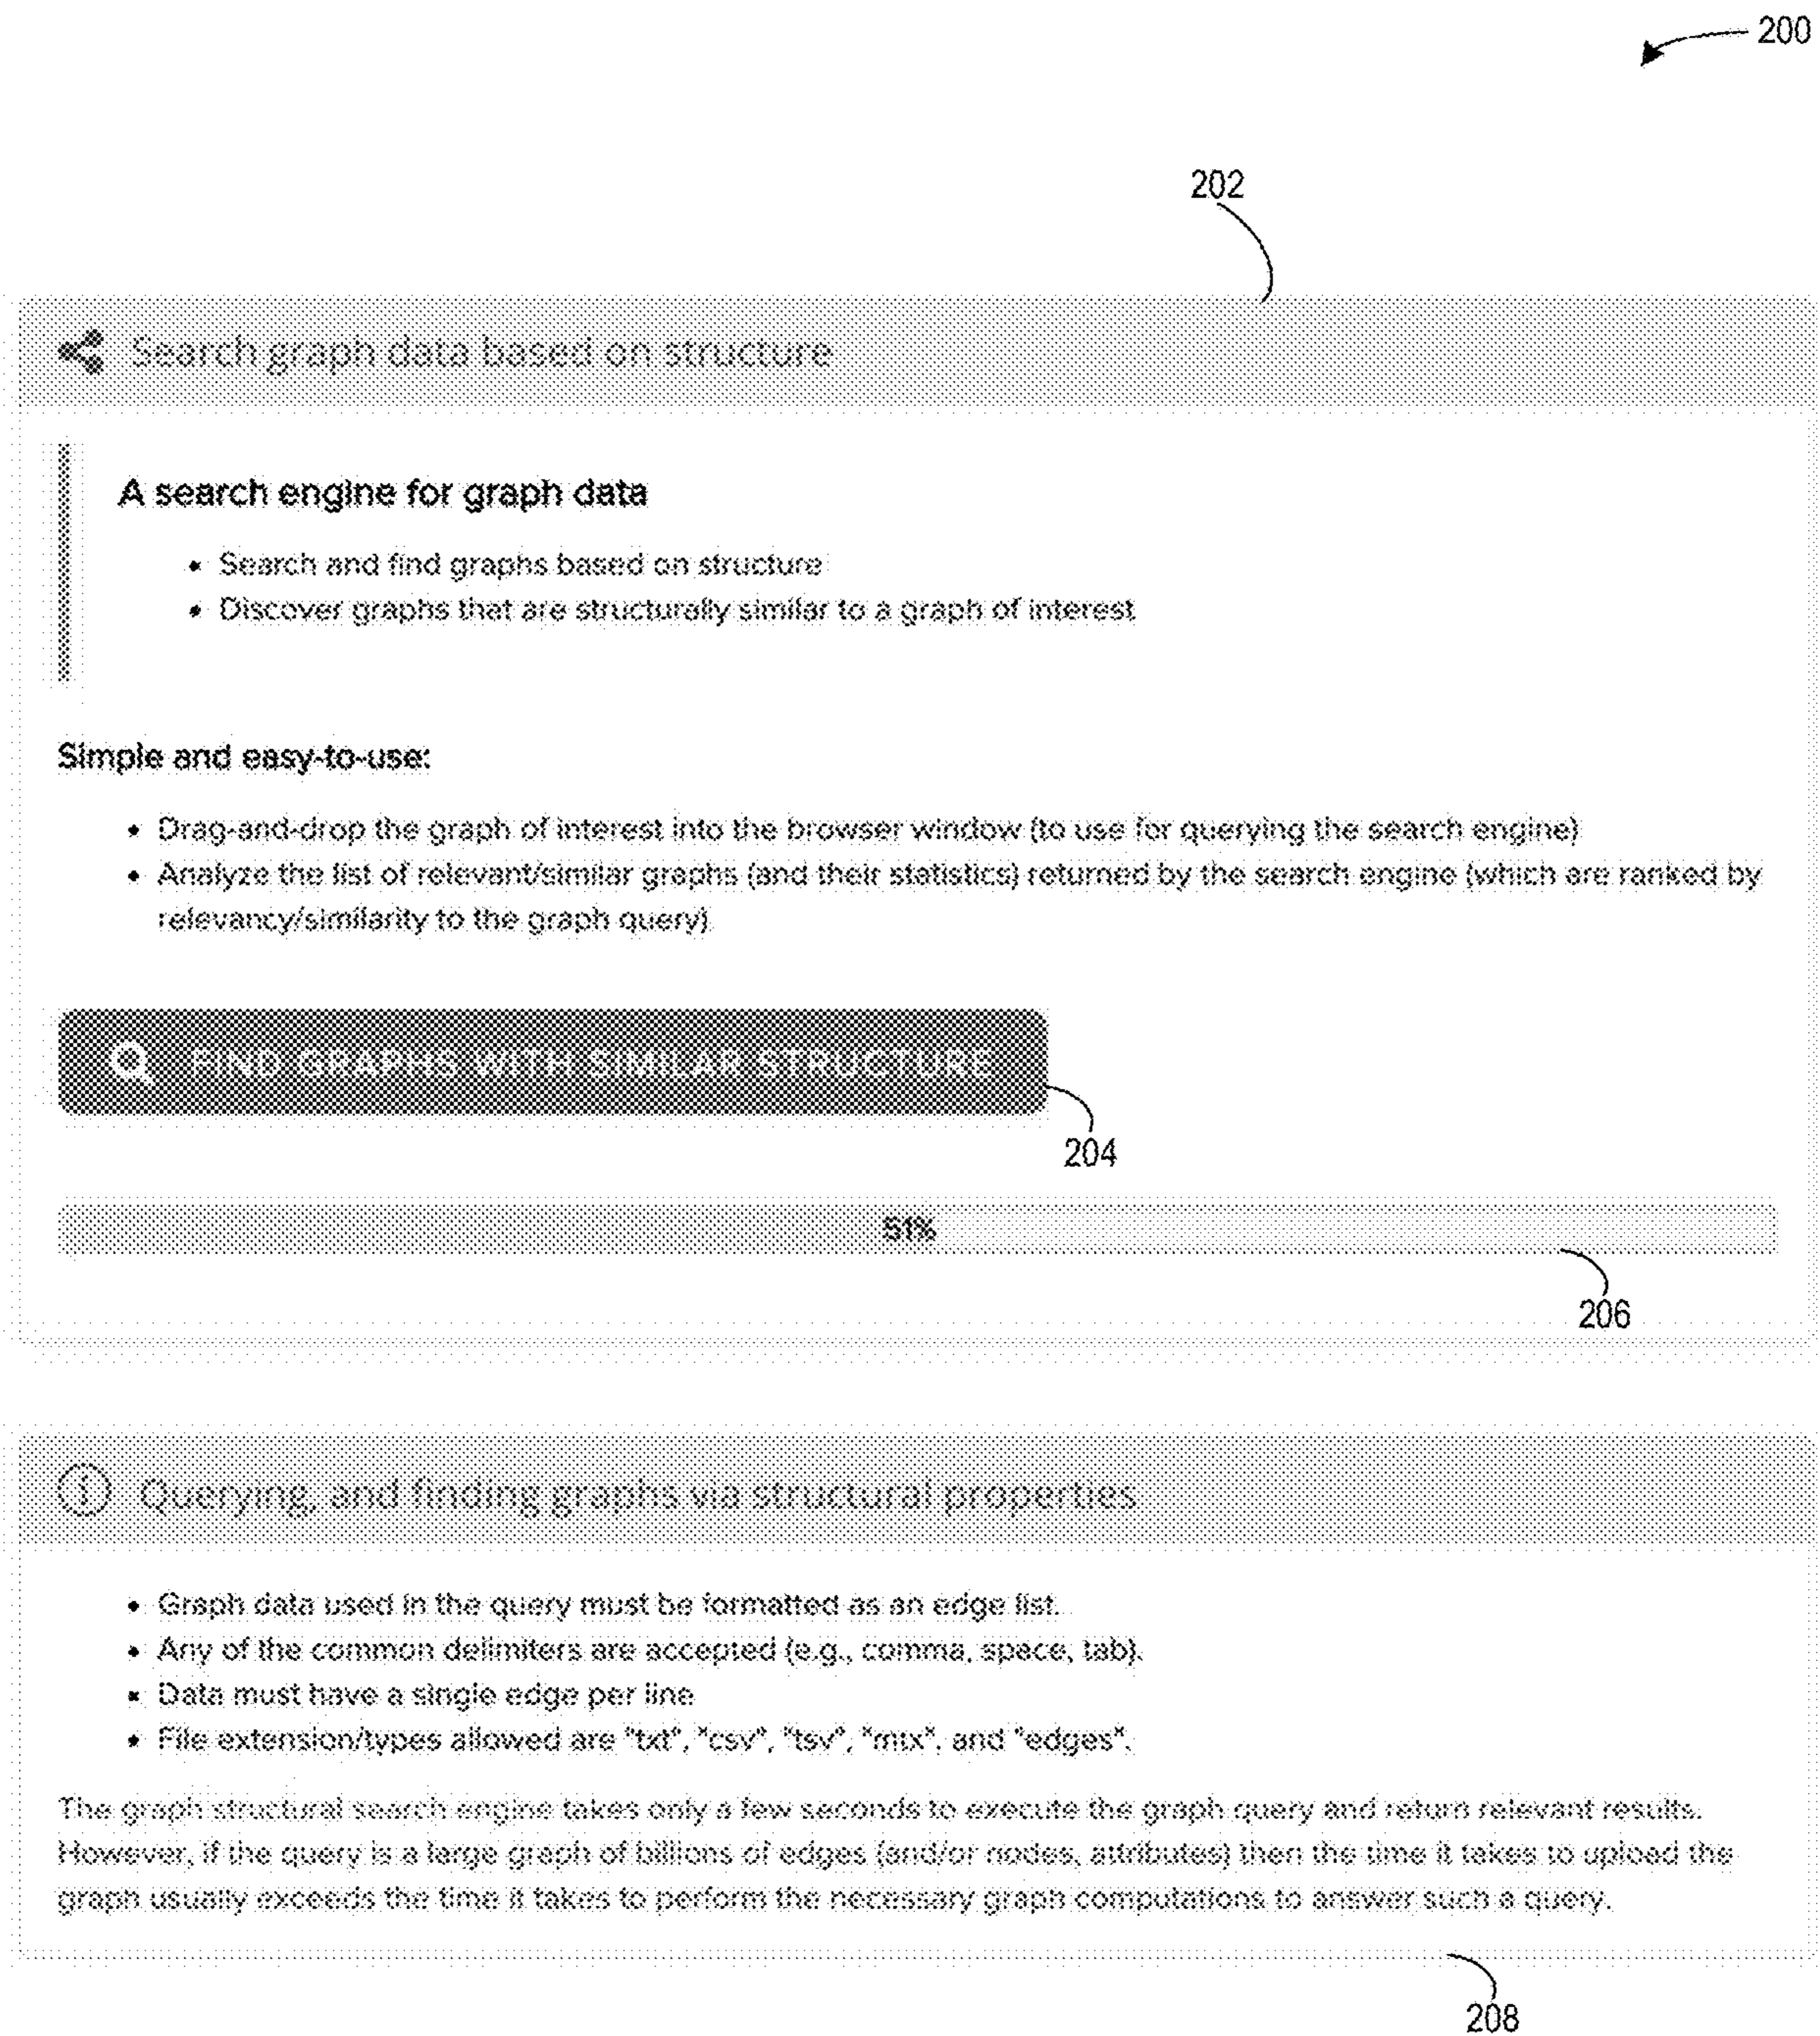 200
202
Search graph data based on structure
A search engine for graph data
• Search and find graphs based on structure
• Discover graphs that are structurally similar to a graph of interest
Simple and easy-to-use:
• Drag-and-drop the graph of interest into the browser window (to use for querying the search engine)
• Analyze the list of relevant/similar graphs (and their statistics) returned by the search engine (which are ranked by
relevancy/similarity to the graph query)
FIND GRAPHS WITH SIMILAR STRUCTURE
204
51%
206
Querying, and finding graphs via structural properties
• Graph data used in the query must be formatted as an edge list.
• Any of the common delimiters are accepted (e.g., comma, space, tab).
• Data must have a single edge per line
• File extension/types allowed are "txt", "csv", "tsv", "mtx", and "edges".
The graph structural search engine takes only a few seconds to execute the graph query and return relevant results.
However, if the query is a large graph of billions of edges (and/or nodes, attributes) then the time it takes to upload the
graph usually exceeds the time it takes to perform the necessary graph computations to answer such a query.
208